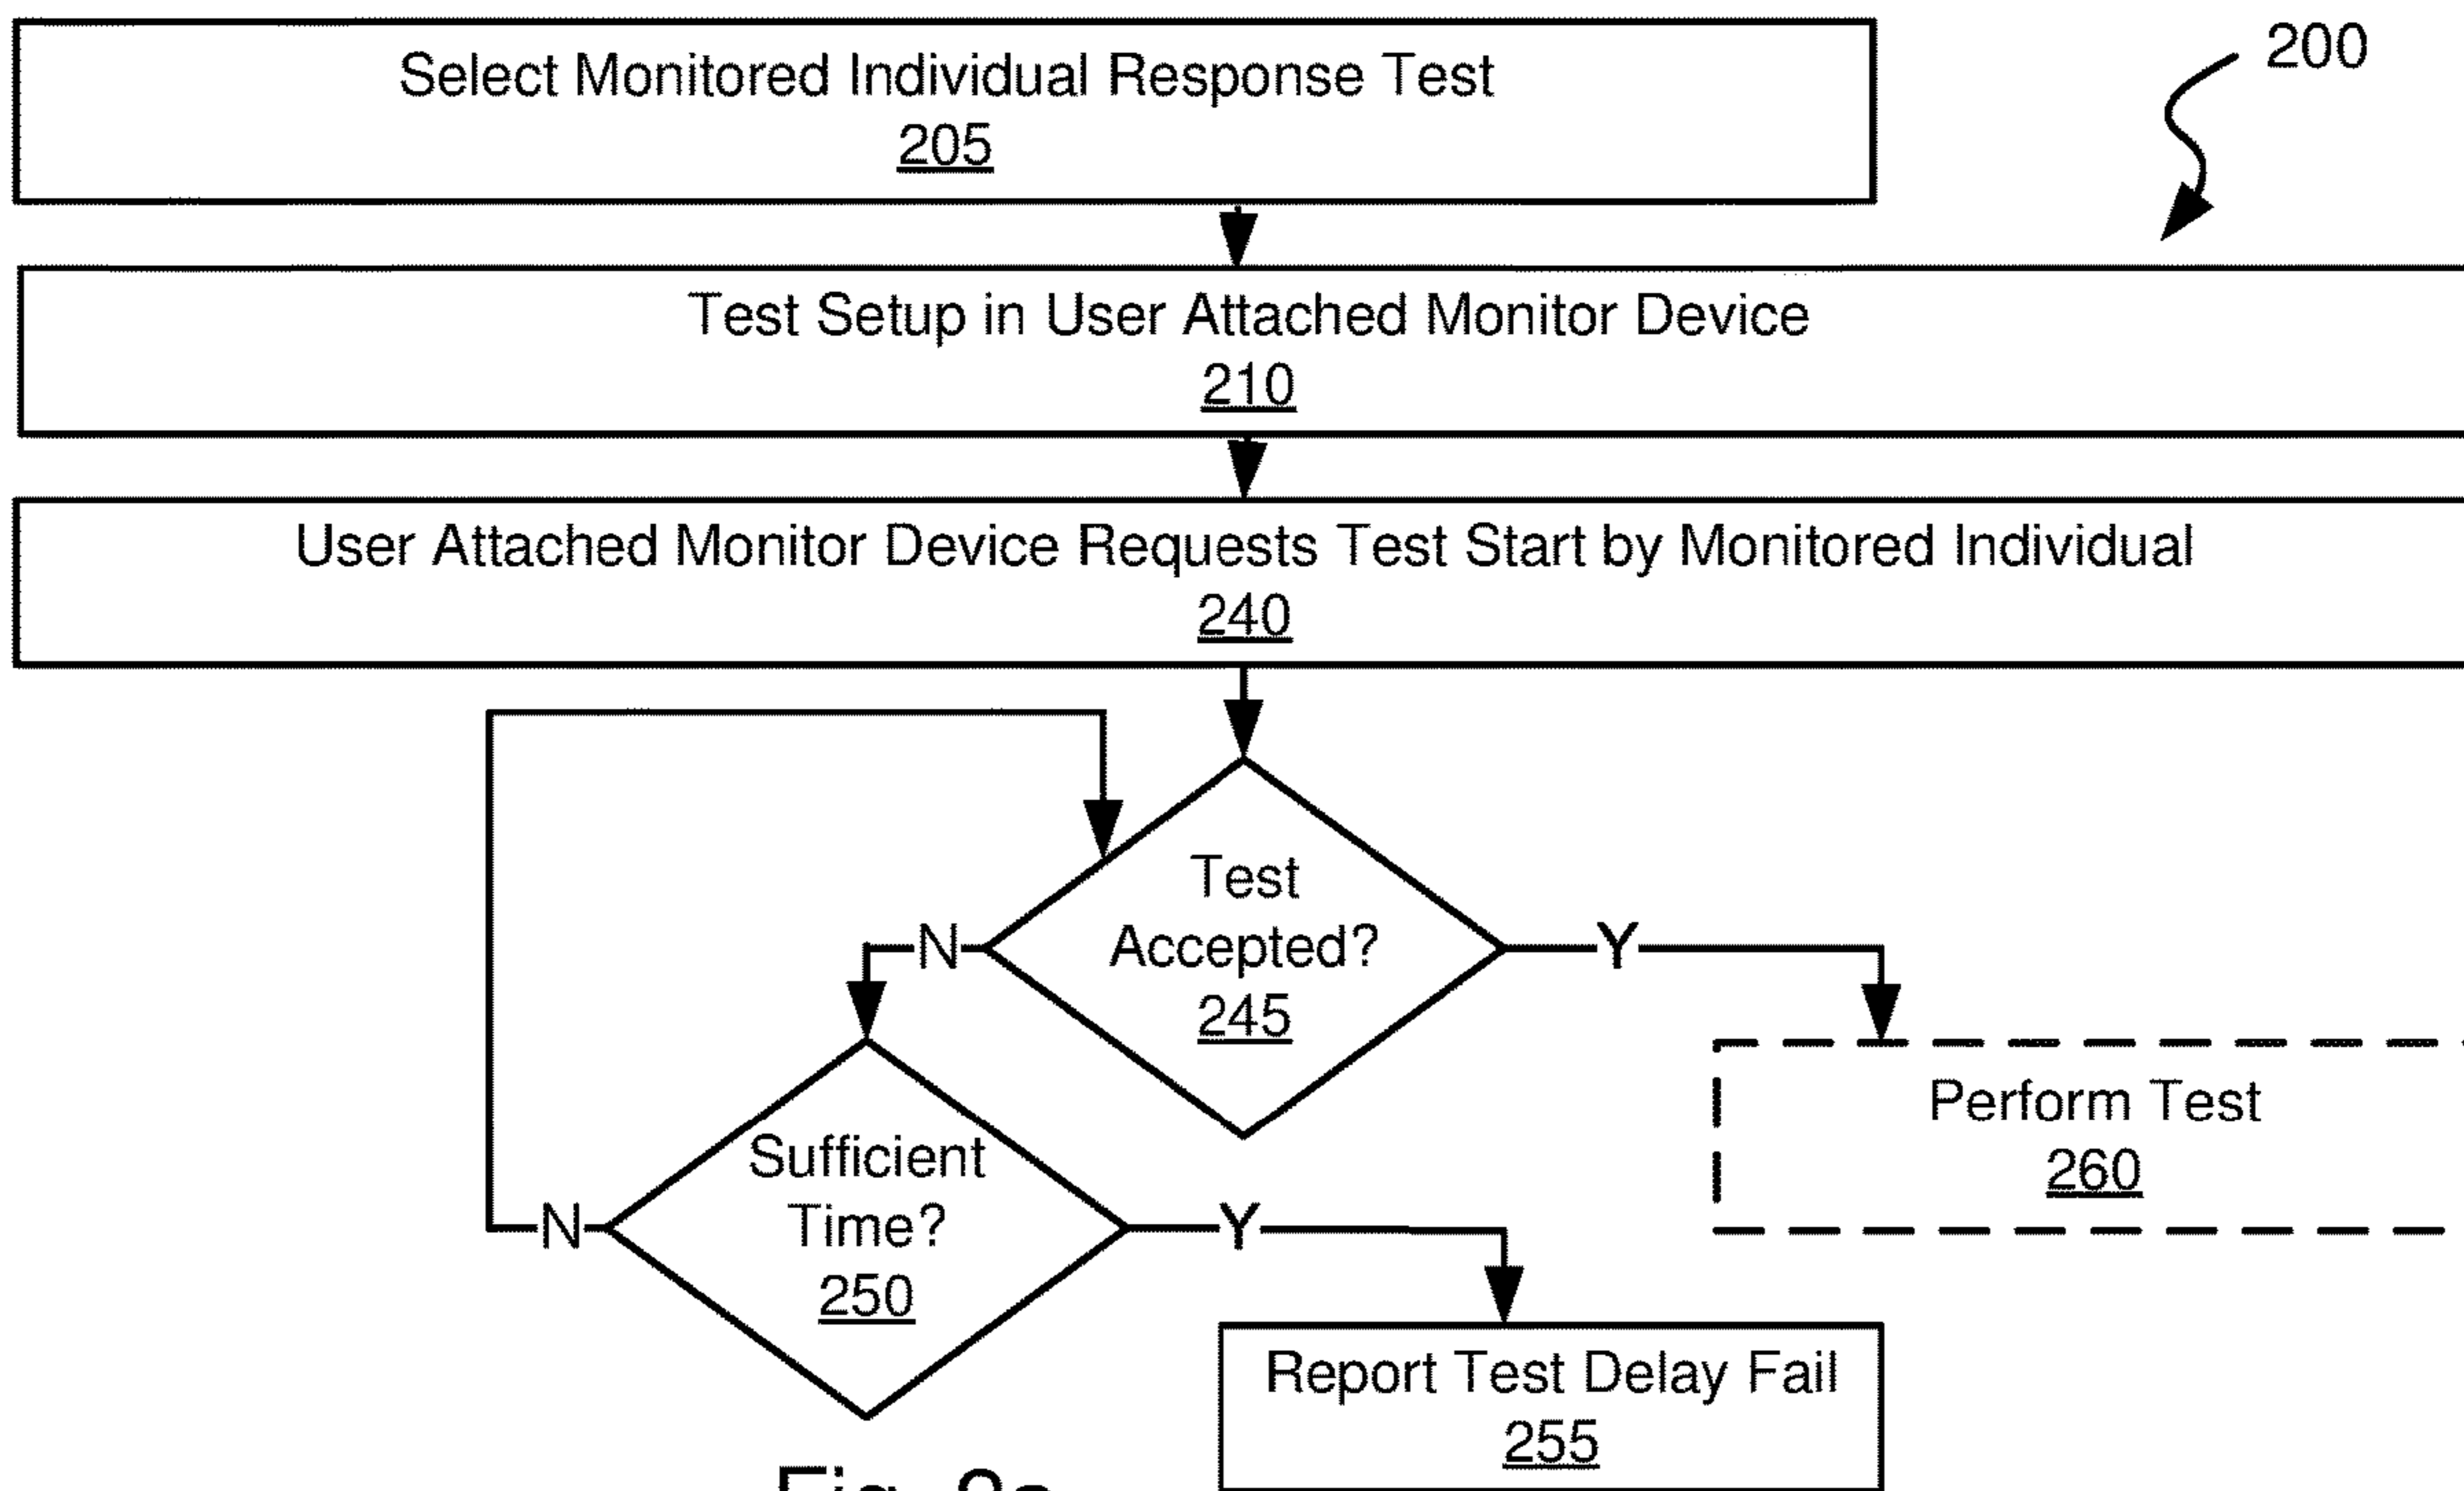 Select Monitored Individual Response Test
205
200
Test Setup in User Attached Monitor Device
210
User Attached Monitor Device Requests Test Start by Monitored Individual
240
Test
Accepted?
245
N
Y
Perform Test
260
Sufficient
Time?
250
N
Y
Report Test Delay Fail
255